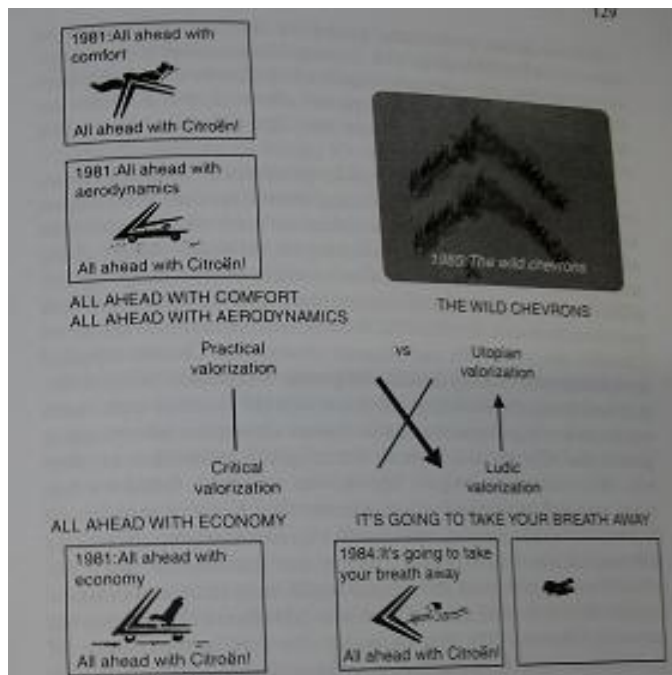 129
1981:All ahead with
comfort
All ahead with Citroën!
1981:All ahead with
aerodynamics
All ahead with Citroën!
1985:The wild chevrons
ALL AHEAD WITH COMFORT
ALL AHEAD WITH AERODYNAMICS
THE WILD CHEVRONS
Practical
valorization
vs
Utopian
valorization
Critical
valorization
Ludic
valorization
ALL AHEAD WITH ECONOMY
IT'S GOING TO TAKE YOUR BREATH AWAY
1981:All ahead with
economy
All ahead with Citroën!
1984:It's going to take
your breath away
All ahead with Citroën!